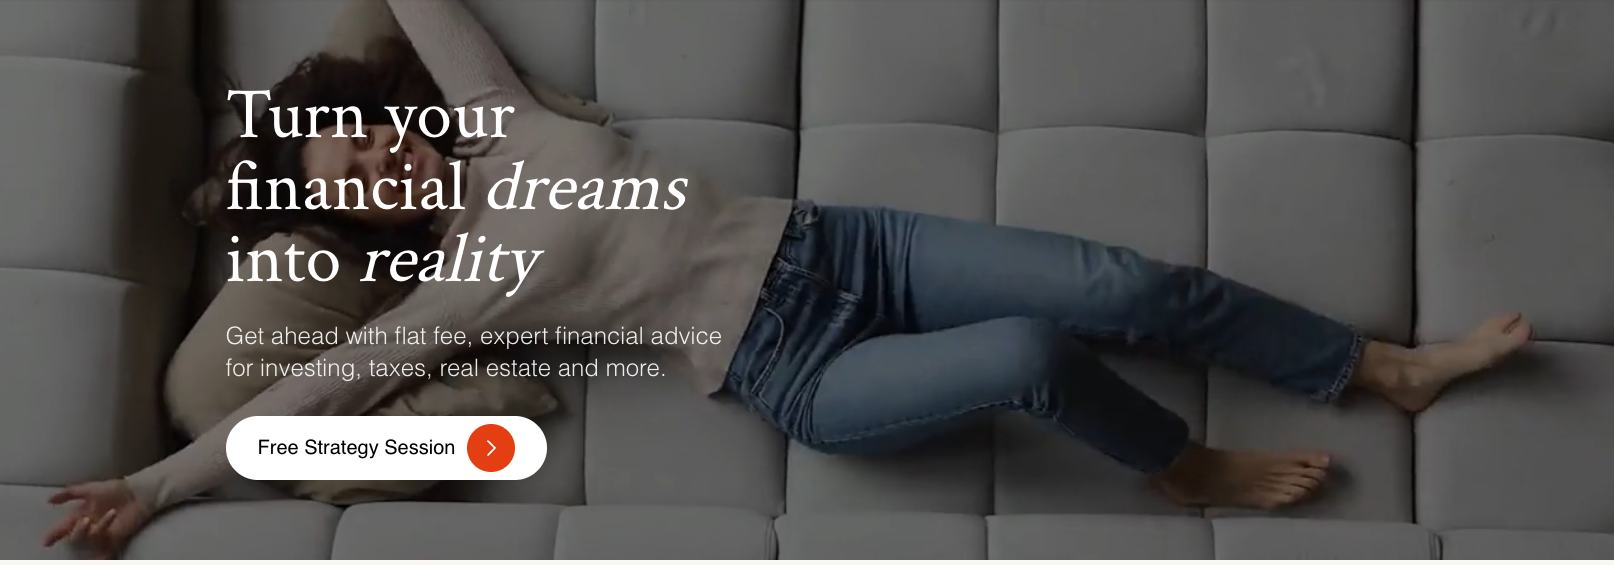 Turn your
financial dreams
into reality
Get ahead with flat fee, expert financial advice
for investing, taxes, real estate and more.
Free Strategy Session